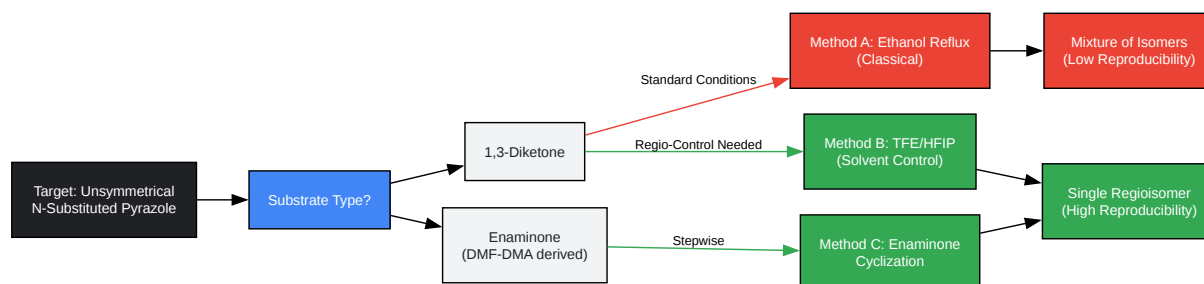 Target: Unsymmetrical
N-Substituted Pyrazole
Substrate Type?
1,3-Diketone
Enaminone
(DMF-DMA derived)
Standard Conditions
Regio-Control Needed
Stepwise
Method A: Ethanol Reflux
(Classical)
Method B: TFE/HFIP
(Solvent Control)
Method C: Enaminone
Cyclization
Mixture of Isomers
(Low Reproducibility)
Single Regioisomer
(High Reproducibility)